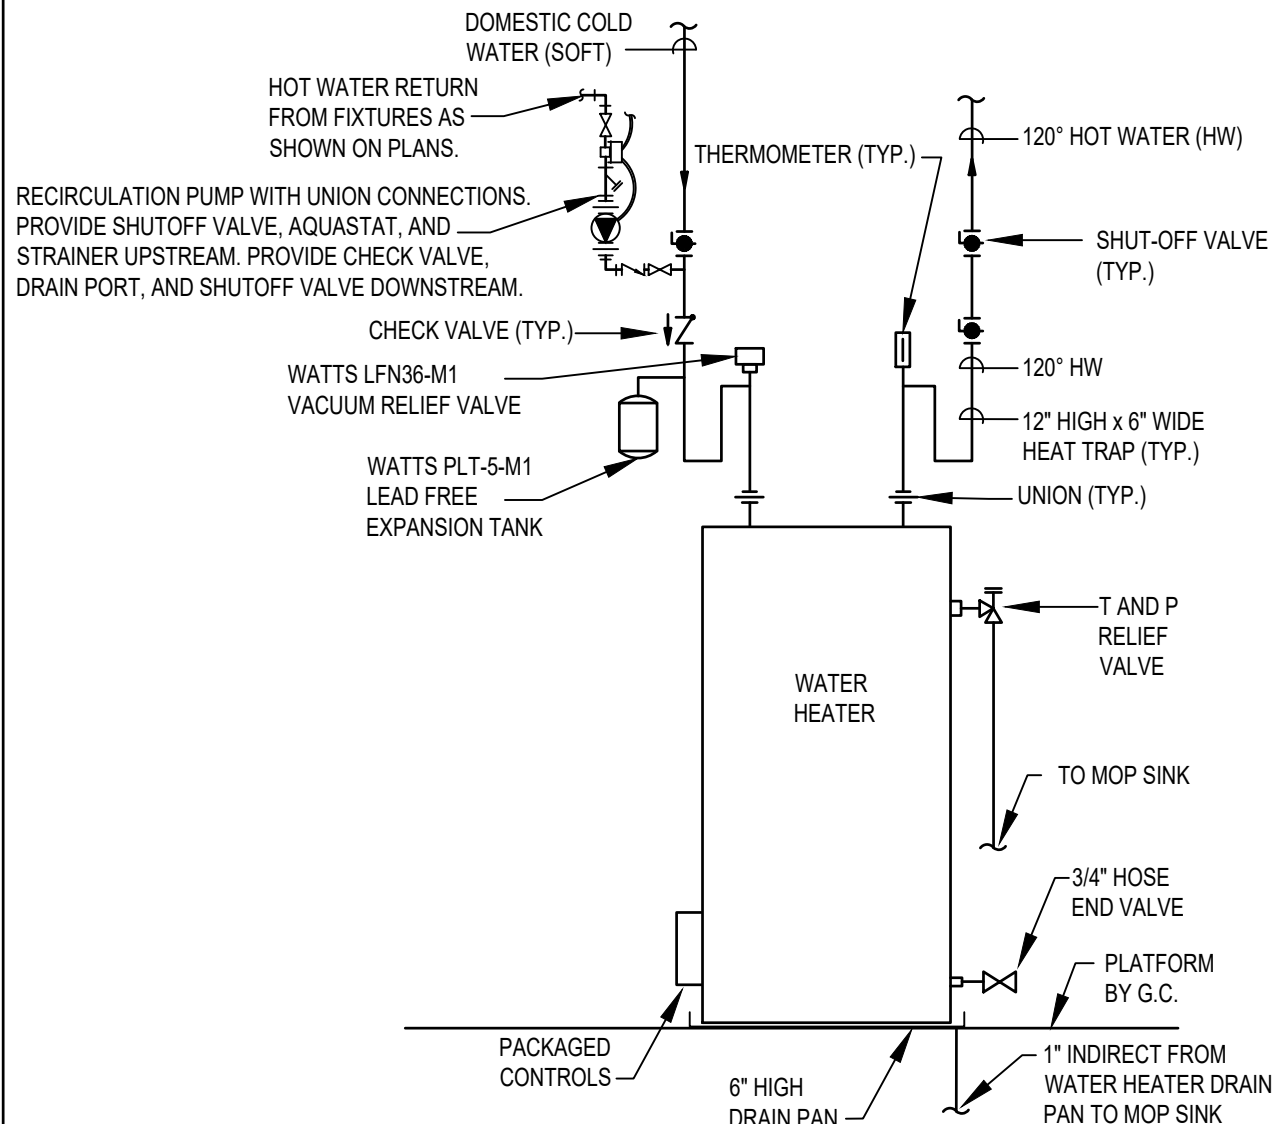 DOMESTIC COLD
WATER (SOFT)
HOT WATER RETURN
FROM FIXTURES AS
SHOWN ON PLANS.
THERMOMETER (TYP.)
120° HOT WATER (HW)
RECIRCULATION PUMP WITH UNION CONNECTIONS.
PROVIDE SHUTOFF VALVE, AQUASTAT, AND
STRAINER UPSTREAM. PROVIDE CHECK VALVE,
DRAIN PORT, AND SHUTOFF VALVE DOWNSTREAM.
SHUT-OFF VALVE
(TYP.)
CHECK VALVE (TYP.)
WATTS LFN36-M1
VACUUM RELIEF VALVE
120° HW
12" HIGH x 6" WIDE
HEAT TRAP (TYP.)
WATTS PLT-5-M1
LEAD FREE
EXPANSION TANK
UNION (TYP.)
T AND P
RELIEF
VALVE
WATER
HEATER
TO MOP SINK
3/4" HOSE
END VALVE
PLATFORM
BY G.C.
PACKAGED
CONTROLS
6" HIGH
DRAIN PAN
1" INDIRECT FROM
WATER HEATER DRAIN
PAN TO MOP SINK